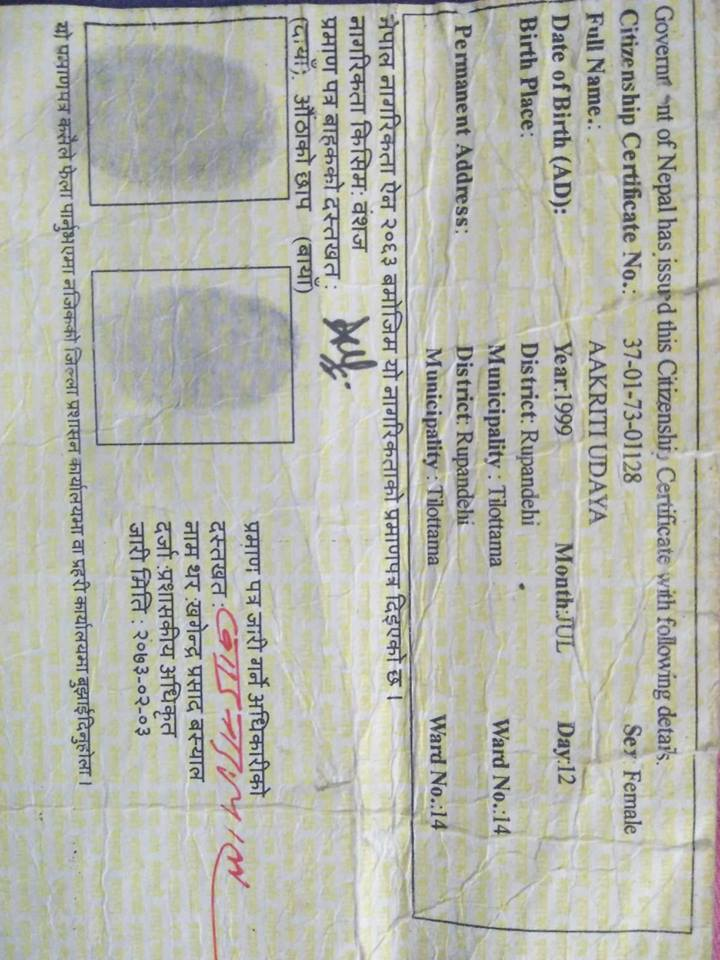 Government of Nepal has issued this Citizenship Certificate with following details.
Citizenship Certificate No.: 37-01-73-01128 Sex: Female
Full Name.: AAKRITI UDAYA
Date of Birth (AD): Year:1999 Month:JUL Day:12
Birth Place: District: Rupandehi
Municipality : Tilottama Ward No.:14
Permanent Address: District: Rupandehi
Municipality : Tilottama Ward No.:14
नेपाल नागरिकता ऐन २०६३ बमोजिम यो नागरिकताको प्रमाणपत्र दिइएको छ ।
नागरिकता किसिम: वंशज
प्रमाण पत्र बाहकको दस्तखत :
(दायाँ), औंठाको छाप (बायाँ)
प्रमाण पत्र जारी गर्ने अधिकारीको
दस्तखत :
नाम थर :खगेन्द्र प्रसाद बस्याल
दर्जा :प्रशासकीय अधिकृत
जारी मिति : २०७३-०२-०३
यो प्रमाणपत्र कसैले फेला पार्नुभएमा नजिकको जिल्ला प्रशासन कार्यालयमा वा प्रहरी कार्यालयमा बुझाईदिनुहोला ।